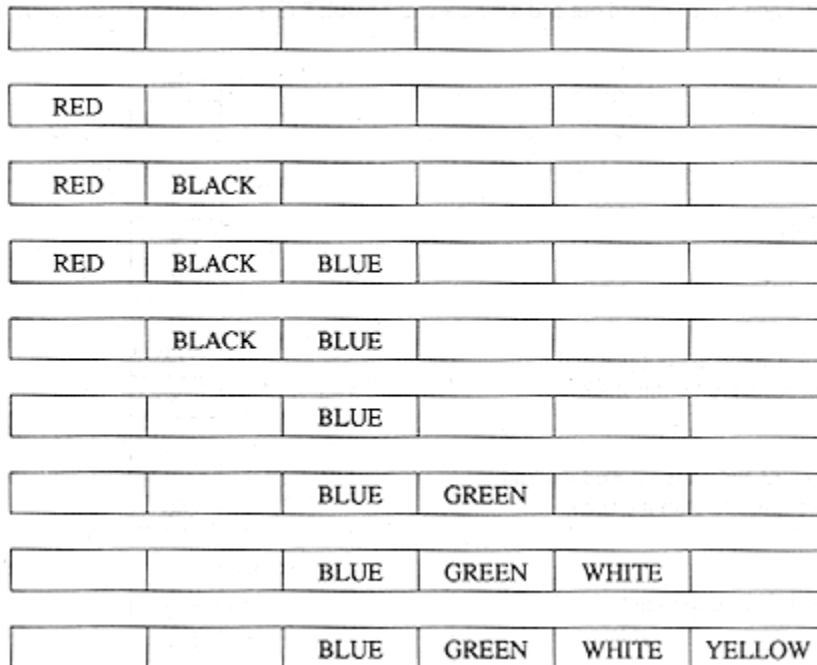 RED
RED BLACK
RED BLACK BLUE
BLACK BLUE
BLUE
BLUE GREEN
BLUE GREEN WHITE
BLUE GREEN WHITE YELLOW